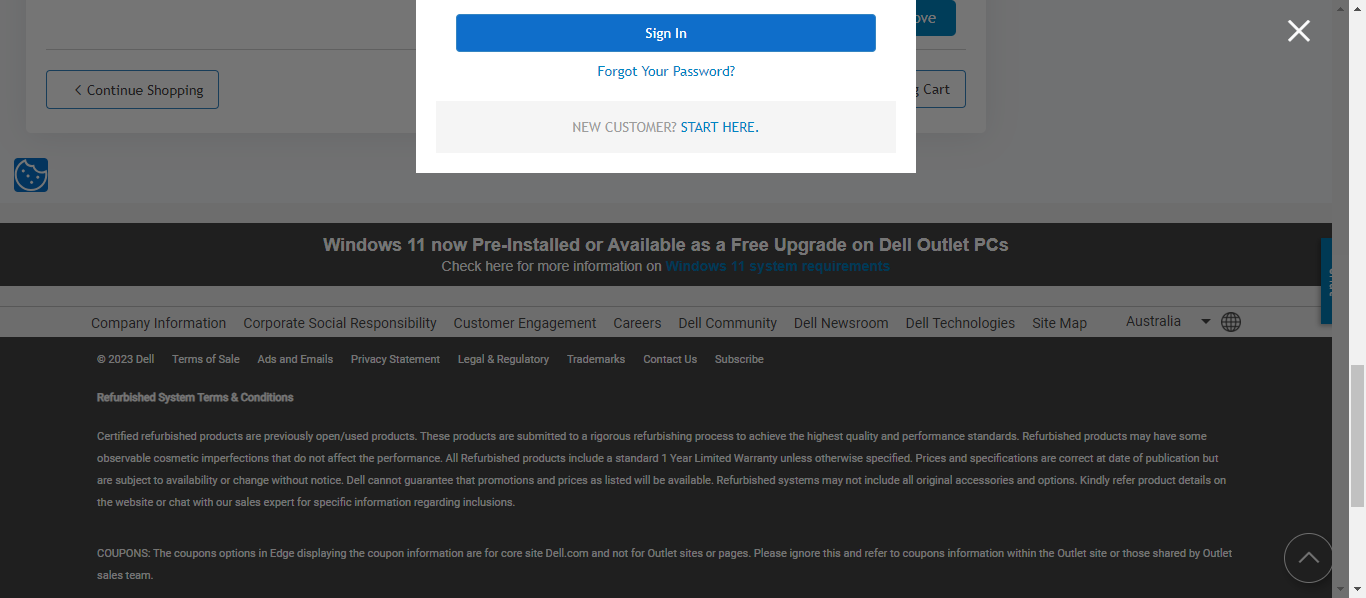 ove
Sign In
Forgot Your Password?
Continue Shopping
Cart
NEW CUSTOMER? START HERE.
Windows 11 now Pre-Installed or Available as a Free Upgrade on Dell Outlet PCs
Check here for more information on Windows 11 system requirements
Company Information Corporate Social Responsibility Customer Engagement Careers Dell Community Dell Newsroom Dell Technologies Site Map Australia
© 2023 Dell Terms of Sale Ads and Emails Privacy Statement Legal & Regulatory Trademarks Contact Us Subscribe
Refurbished System Terms & Conditions
Certified refurbished products are previously open/used products. These products are submitted to a rigorous refurbishing process to achieve the highest quality and performance standards. Refurbished products may have some
observable cosmetic imperfections that do not affect the performance. All Refurbished products include a standard 1 Year Limited Warranty unless otherwise specified. Prices and specifications are correct at date of publication but
are subject to availability or change without notice. Dell cannot guarantee that promotions and prices as listed will be available. Refurbished systems may not include all original accessories and options. Kindly refer product details on
the website or chat with our sales expert for specific information regarding inclusions.
COUPONS: The coupons options in Edge displaying the coupon information are for core site Dell.com and not for Outlet sites or pages. Please ignore this and refer to coupons information within the Outlet site or those shared by Outlet
sales team.